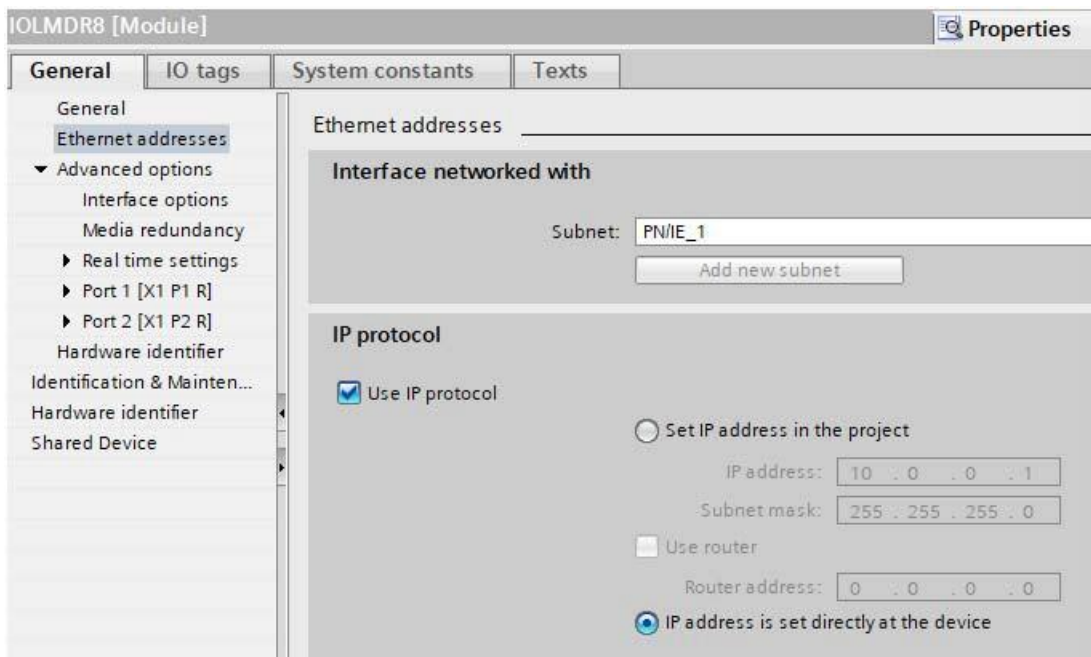 IOLMDR8 [Module]
Properties
General
IO tags
System constants
Texts
General
Ethernet addresses
Advanced options
Interface options
Media redundancy
Real time settings
Port 1 [X1 P1 R]
Port 2 [X1 P2 R]
Hardware identifier
Identification & Mainten...
Hardware identifier
Shared Device
Ethernet addresses
Interface networked with
Subnet: PN/IE_1
Add new subnet
IP protocol
Use IP protocol
Set IP address in the project
IP address: 10 . 0 . 0 . 1
Subnet mask: 255 . 255 . 255 . 0
Use router
Router address: 0 . 0 . 0 . 0
IP address is set directly at the device